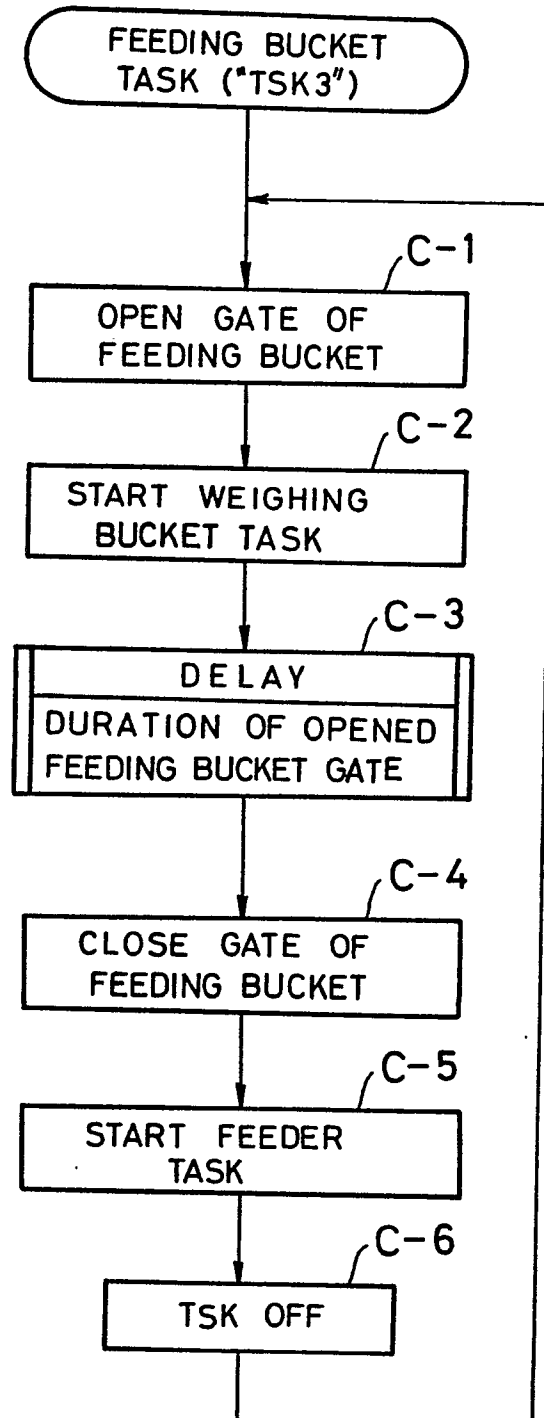 FEEDING BUCKET
TASK ("TSK3")
C-1
OPEN GATE OF
FEEDING BUCKET
C-2
START WEIGHING
BUCKET TASK
C-3
DELAY
DURATION OF OPENED
FEEDING BUCKET GATE
C-4
CLOSE GATE OF
FEEDING BUCKET
C-5
START FEEDER
TASK
C-6
TSK OFF